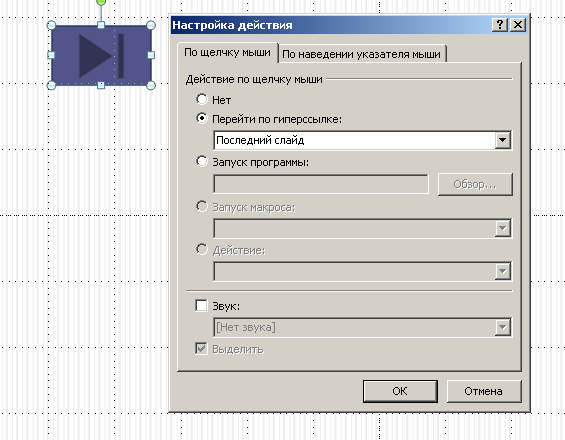 Настройка действия
По щелчку мыши
По наведении указателя мыши
Действие по щелчку мыши
Нет
Перейти по гиперссылке:
Последний слайд
Запуск программы:
Обзор...
Запуск макроса:
Действие:
Звук:
[Нет звука]
Выделить
ОК
Отмена